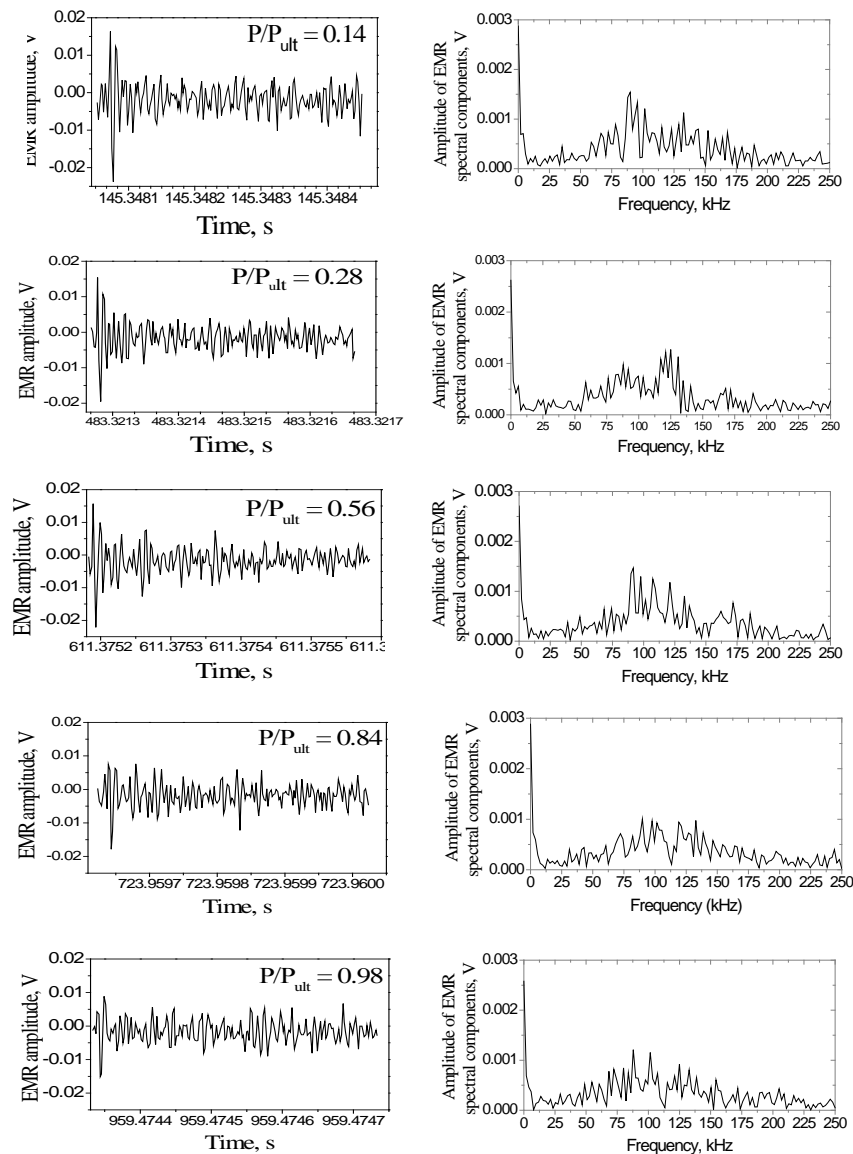 P/Pult = 0.14
EMR amplitude, V
0.02
0.01
0.00
-0.01
-0.02
145.3481 145.3482 145.3483 145.3484
Time, s
Amplitude of EMR
spectral components, V
0.003
0.002
0.001
0.000
0 25 50 75 100 125 150 175 200 225 250
Frequency, kHz
P/Pult = 0.28
EMR amplitude, V
0.02
0.01
0.00
-0.01
-0.02
483.3213 483.3214 483.3215 483.3216 483.3217
Time, s
Amplitude of EMR
spectral components, V
0.003
0.002
0.001
0.000
0 25 50 75 100 125 150 175 200 225 250
Frequency, kHz
P/Pult = 0.56
EMR amplitude, V
0.02
0.01
0.00
-0.01
-0.02
611.3752 611.3753 611.3754 611.3755 611.3
Time, s
Amplitude of EMR
spectral components, V
0.003
0.002
0.001
0.000
0 25 50 75 100 125 150 175 200 225 250
Frequency, kHz
P/Pult = 0.84
EMR amplitude, V
0.02
0.01
0.00
-0.01
-0.02
723.9597 723.9598 723.9599 723.9600
Time, s
Amplitude of EMR
spectral components, V
0.003
0.002
0.001
0.000
0 25 50 75 100 125 150 175 200 225 250
Frequency (kHz)
P/Pult = 0.98
EMR amplitude, V
0.02
0.01
0.00
-0.01
-0.02
959.4744 959.4745 959.4746 959.4747
Time, s
Amplitude of EMR
spectral components, V
0.003
0.002
0.001
0.000
0 25 50 75 100 125 150 175 200 225 250
Frequency, kHz